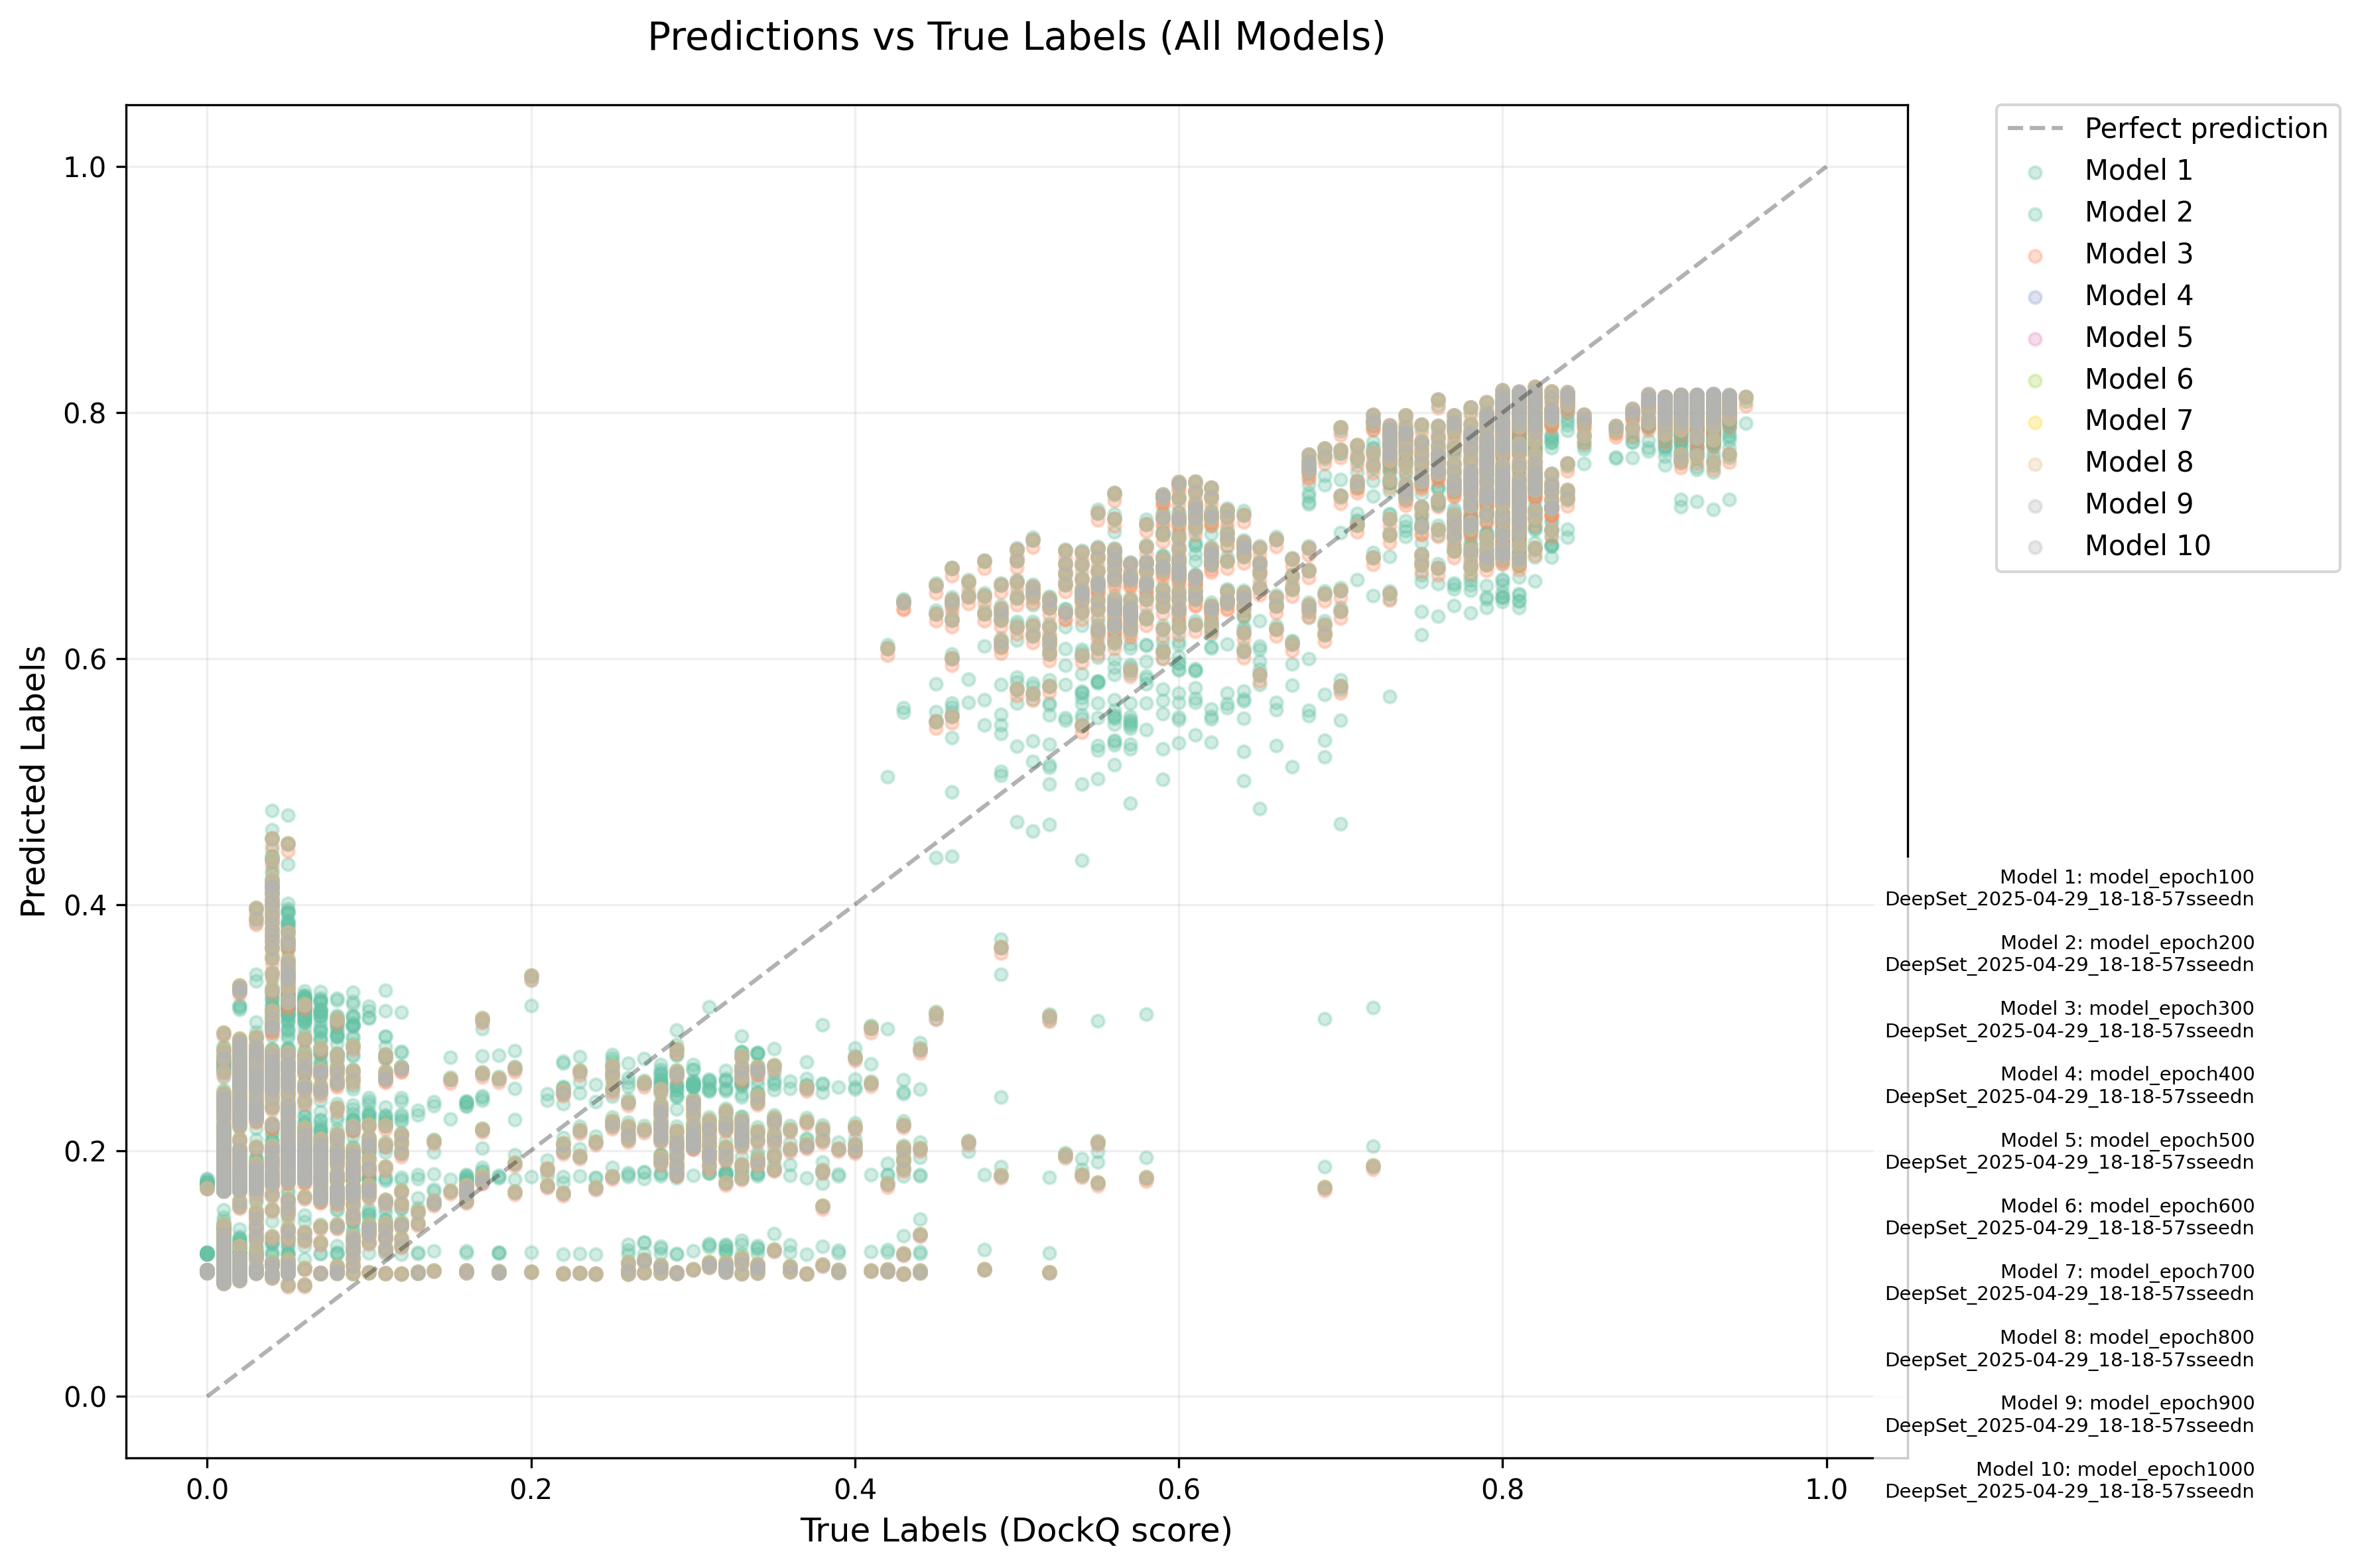 Predictions vs True Labels (All Models)
1.0
0.8
0.6
0.4
0.2
0.0
Predicted Labels
0.0
0.2
0.4
0.6
0.8
1.0
True Labels (DockQ score)
Perfect prediction
Model 1
Model 2
Model 3
Model 4
Model 5
Model 6
Model 7
Model 8
Model 9
Model 10
Model 1: model_epoch100
DeepSet_2025-04-29_18-18-57sseedn
Model 2: model_epoch200
DeepSet_2025-04-29_18-18-57sseedn
Model 3: model_epoch300
DeepSet_2025-04-29_18-18-57sseedn
Model 4: model_epoch400
DeepSet_2025-04-29_18-18-57sseedn
Model 5: model_epoch500
DeepSet_2025-04-29_18-18-57sseedn
Model 6: model_epoch600
DeepSet_2025-04-29_18-18-57sseedn
Model 7: model_epoch700
DeepSet_2025-04-29_18-18-57sseedn
Model 8: model_epoch800
DeepSet_2025-04-29_18-18-57sseedn
Model 9: model_epoch900
DeepSet_2025-04-29_18-18-57sseedn
Model 10: model_epoch1000
DeepSet_2025-04-29_18-18-57sseedn